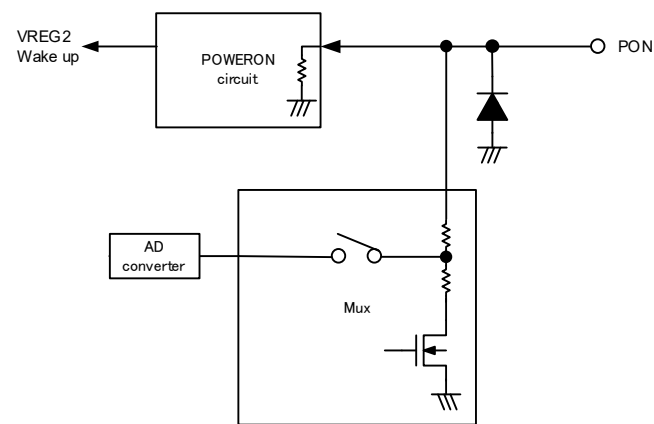 VREG2
Wake up
POWERON
circuit
PON
AD
converter
Mux